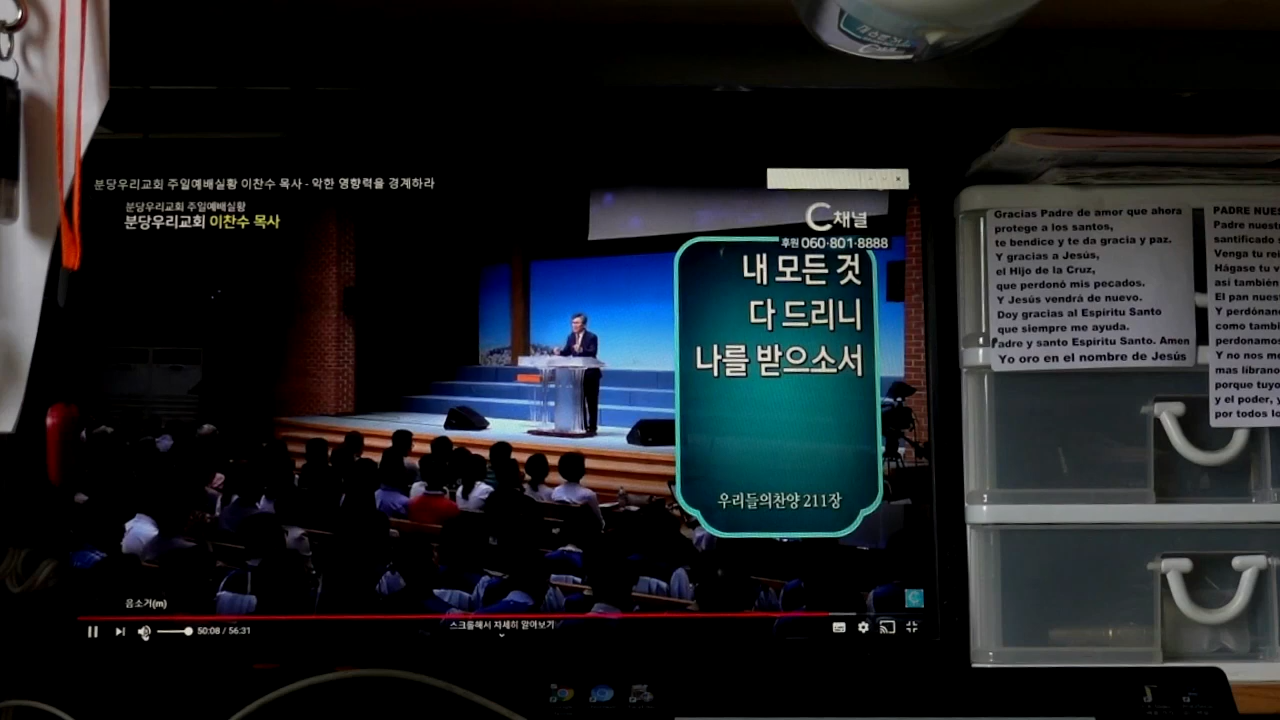 분당우리교회 주일예배실황 이찬수 목사 - 악한 영향력을 경계하라
분당우리교회 주일예배실황
분당우리교회 이찬수 목사
C채널
후원 060·801·8888
내 모든 것
다 드리니
나를 받으소서
우리들의찬양 211장
음소거(m)
50:08 / 56:31
스크롤해서 자세히 알아보기
Gracias Padre de amor que ahora
protege a los santos,
te bendice y te da gracia y paz.
Y gracias a Jesús,
el Hijo de la Cruz,
que perdonó mis pecados.
Y Jesús vendrá de nuevo.
Doy gracias al Espíritu Santo
que siempre me ayuda.
Padre y santo Espíritu Santo. Amen
Yo oro en el nombre de Jesús
PADRE NUES
Padre nuest
santificado
Venga tu rei
Hágase tu v
así también
El pan nues
Y perdónan
como tamb
perdonamos
Y no nos m
mas librano
porque tuyo
y el poder, y
por todos lo